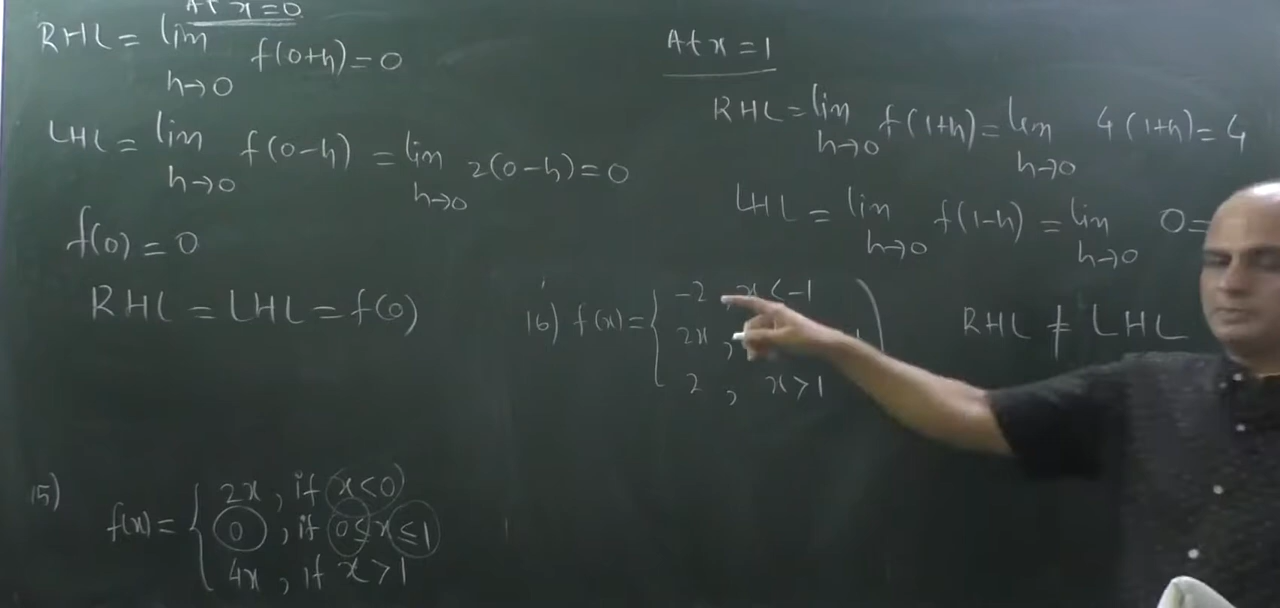 At x=0
RHL = lim h→0 f(0+h) = 0
LHL = lim h→0 f(0-h) = lim h→0 2(0-h) = 0
f(0) = 0
RHL = LHL = f(0)
15) f(x) = { 2x, if x<0
0, if 0≤x≤1
4x, if x>1
At x=1
RHL = lim h→0 f(1+h) = lim h→0 4(1+h) = 4
LHL = lim h→0 f(1-h) = lim h→0 0=
RHL ≠ LHL
16) f(x) = { -2, x<-1
2x,
2, x>1